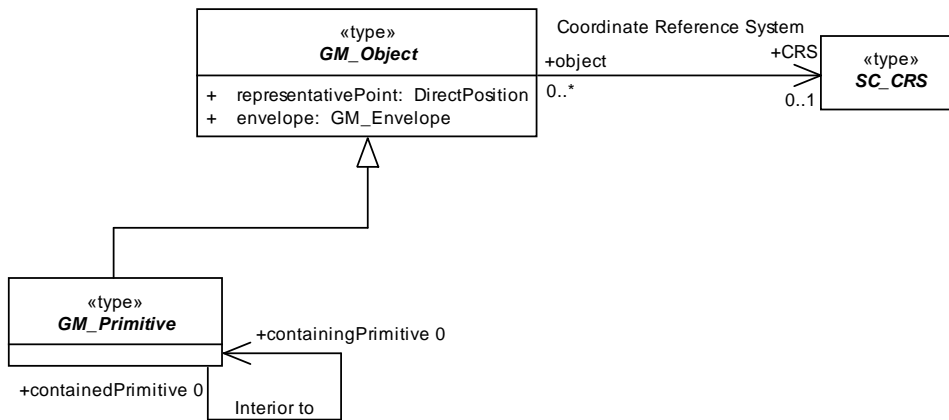 «type»
GM_Object
+ representativePoint: DirectPosition
+ envelope: GM_Envelope
Coordinate Reference System
+object
0..*
+CRS
0..1
«type»
SC_CRS
«type»
GM_Primitive
+containingPrimitive 0
+containedPrimitive 0
Interior to